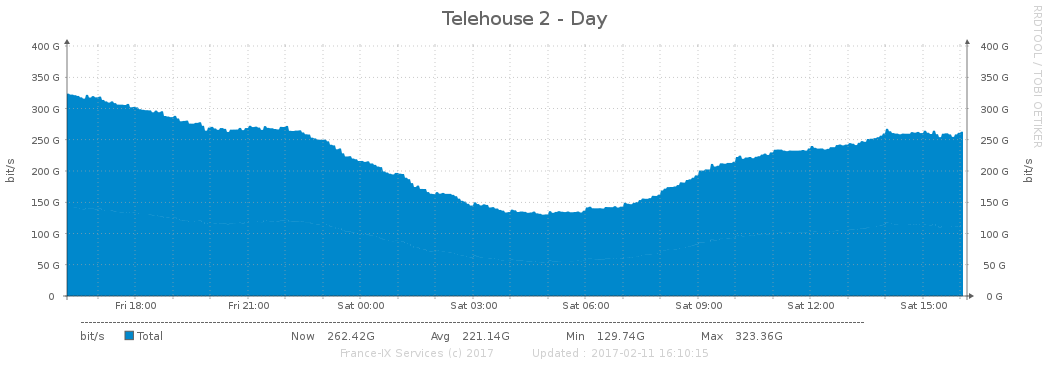 Telehouse 2 - Day
RRDTOOL / TOBI OETIKER
400 G 400 G
350 G 350 G
300 G 300 G
250 G 250 G
200 G 200 G
150 G 150 G
100 G 100 G
50 G 50 G
0 0 G
bit/s bit/s
Fri 18:00 Fri 21:00 Sat 00:00 Sat 03:00 Sat 06:00 Sat 09:00 Sat 12:00 Sat 15:00
bit/s Total Now 262.42G Avg 221.14G Min 129.74G Max 323.36G
France-IX Services (c) 2017 Updated : 2017-02-11 16:10:15